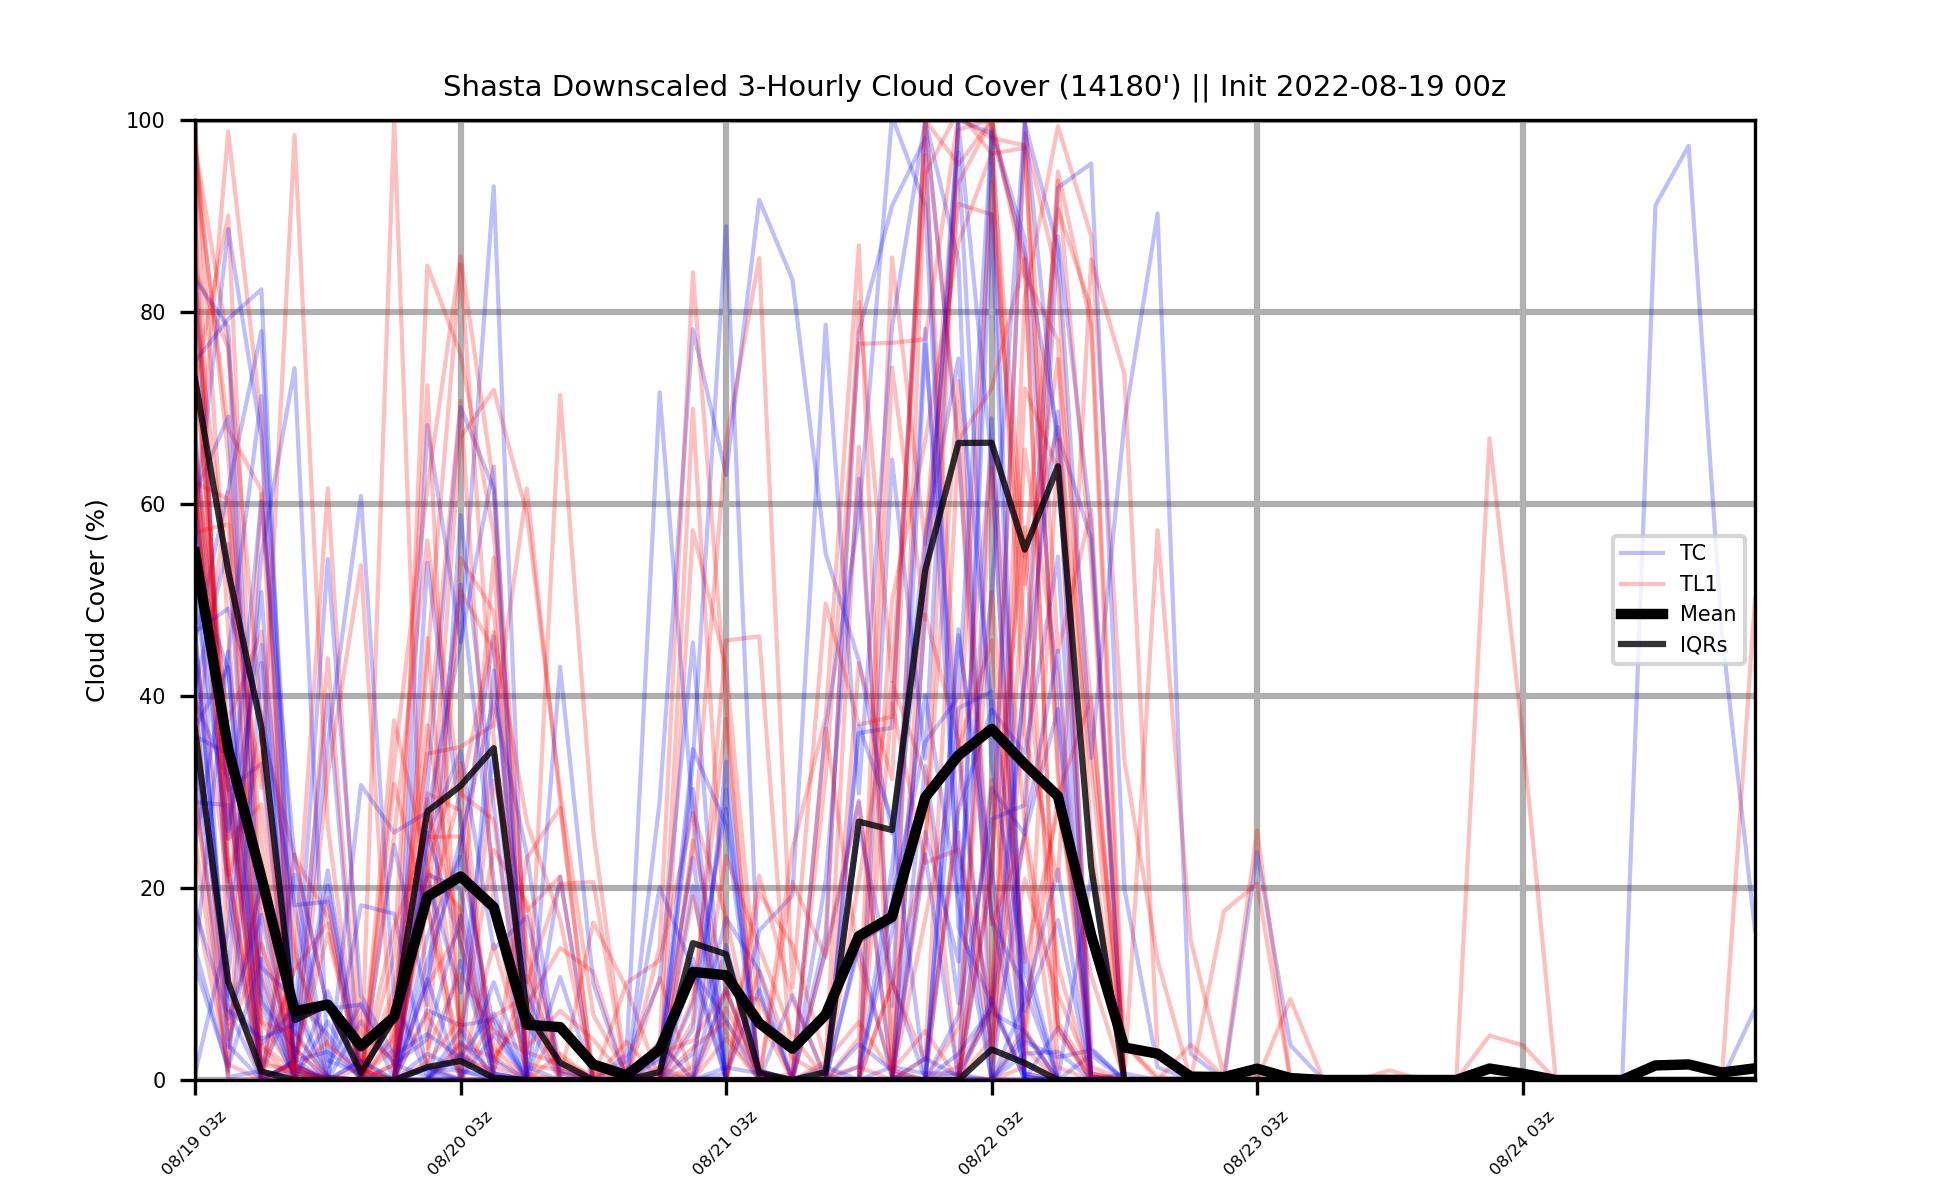 Shasta Downscaled 3-Hourly Cloud Cover (14180') || Init 2022-08-19 00z
Cloud Cover (%)
100
80
60
40
20
0
TC
TL1
Mean
IQRs
08/19 03z
08/20 03z
08/21 03z
08/22 03z
08/23 03z
08/24 03z